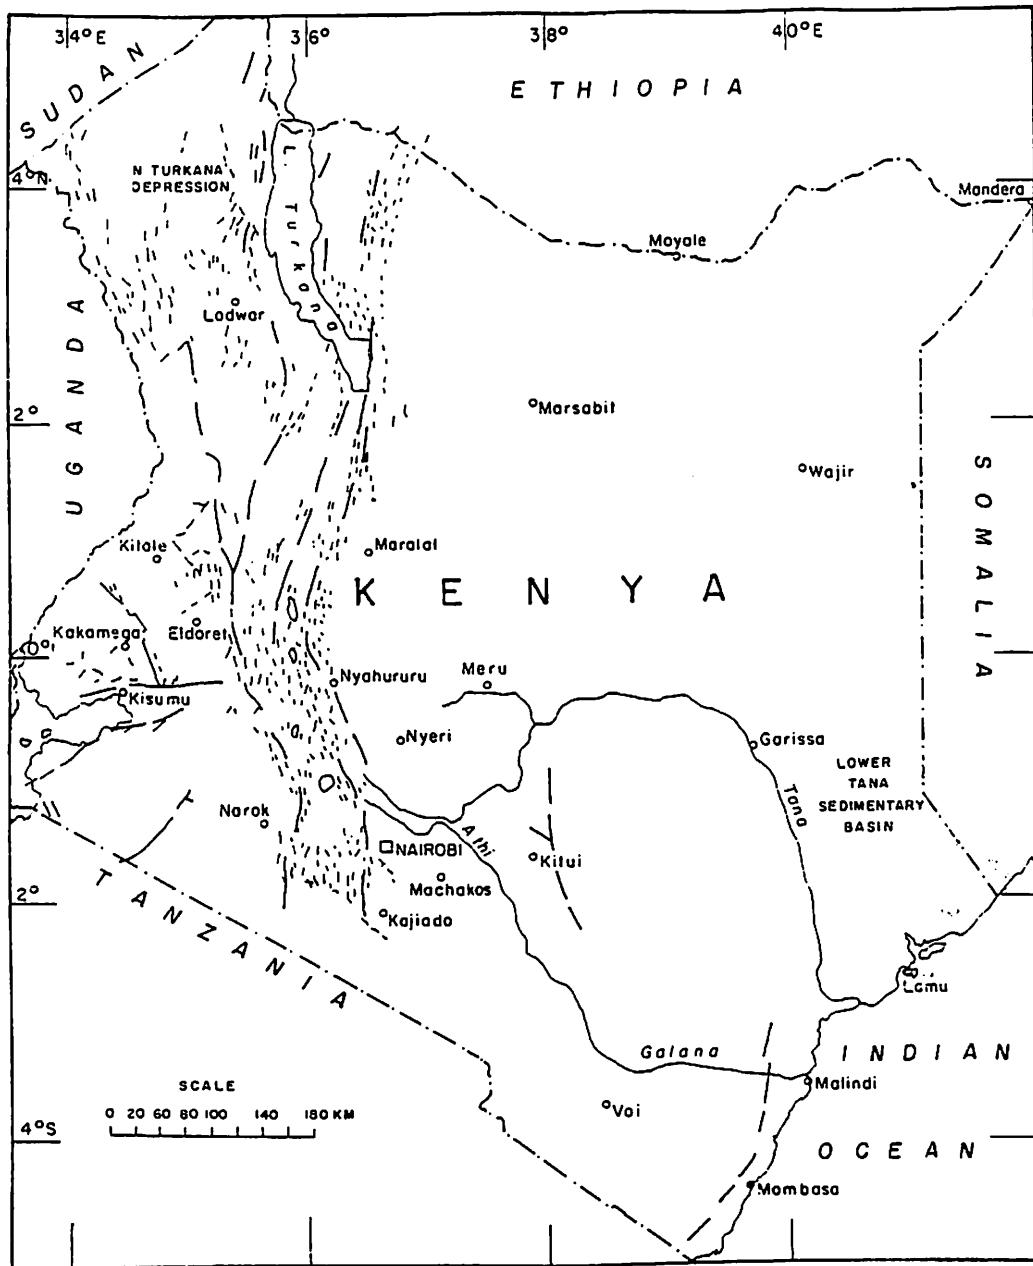 34°E
36°
38°
40°E
SUDAN
ETHIOPIA
N TURKANA
DEPRESSION
4°N
L. Turkana
Mandera
Moyale
Lodwar
UGANDA
2°
Marsabit
Wajir
SOMALIA
Kitale
Maralal
KENYA
Kakamega
Eldoret
Kisumu
Nyahururu
Meru
Nyeri
Garissa
LOWER
TANA
SEDIMENTARY
BASIN
Tana
Narok
Athi
NAIROBI
Kitui
Machakos
2°
Kajiado
TANZANIA
Lamu
Galana
INDIAN
Malindi
SCALE
0 20 60 80 100 140 180 KM
Voi
4°S
OCEAN
Mombasa